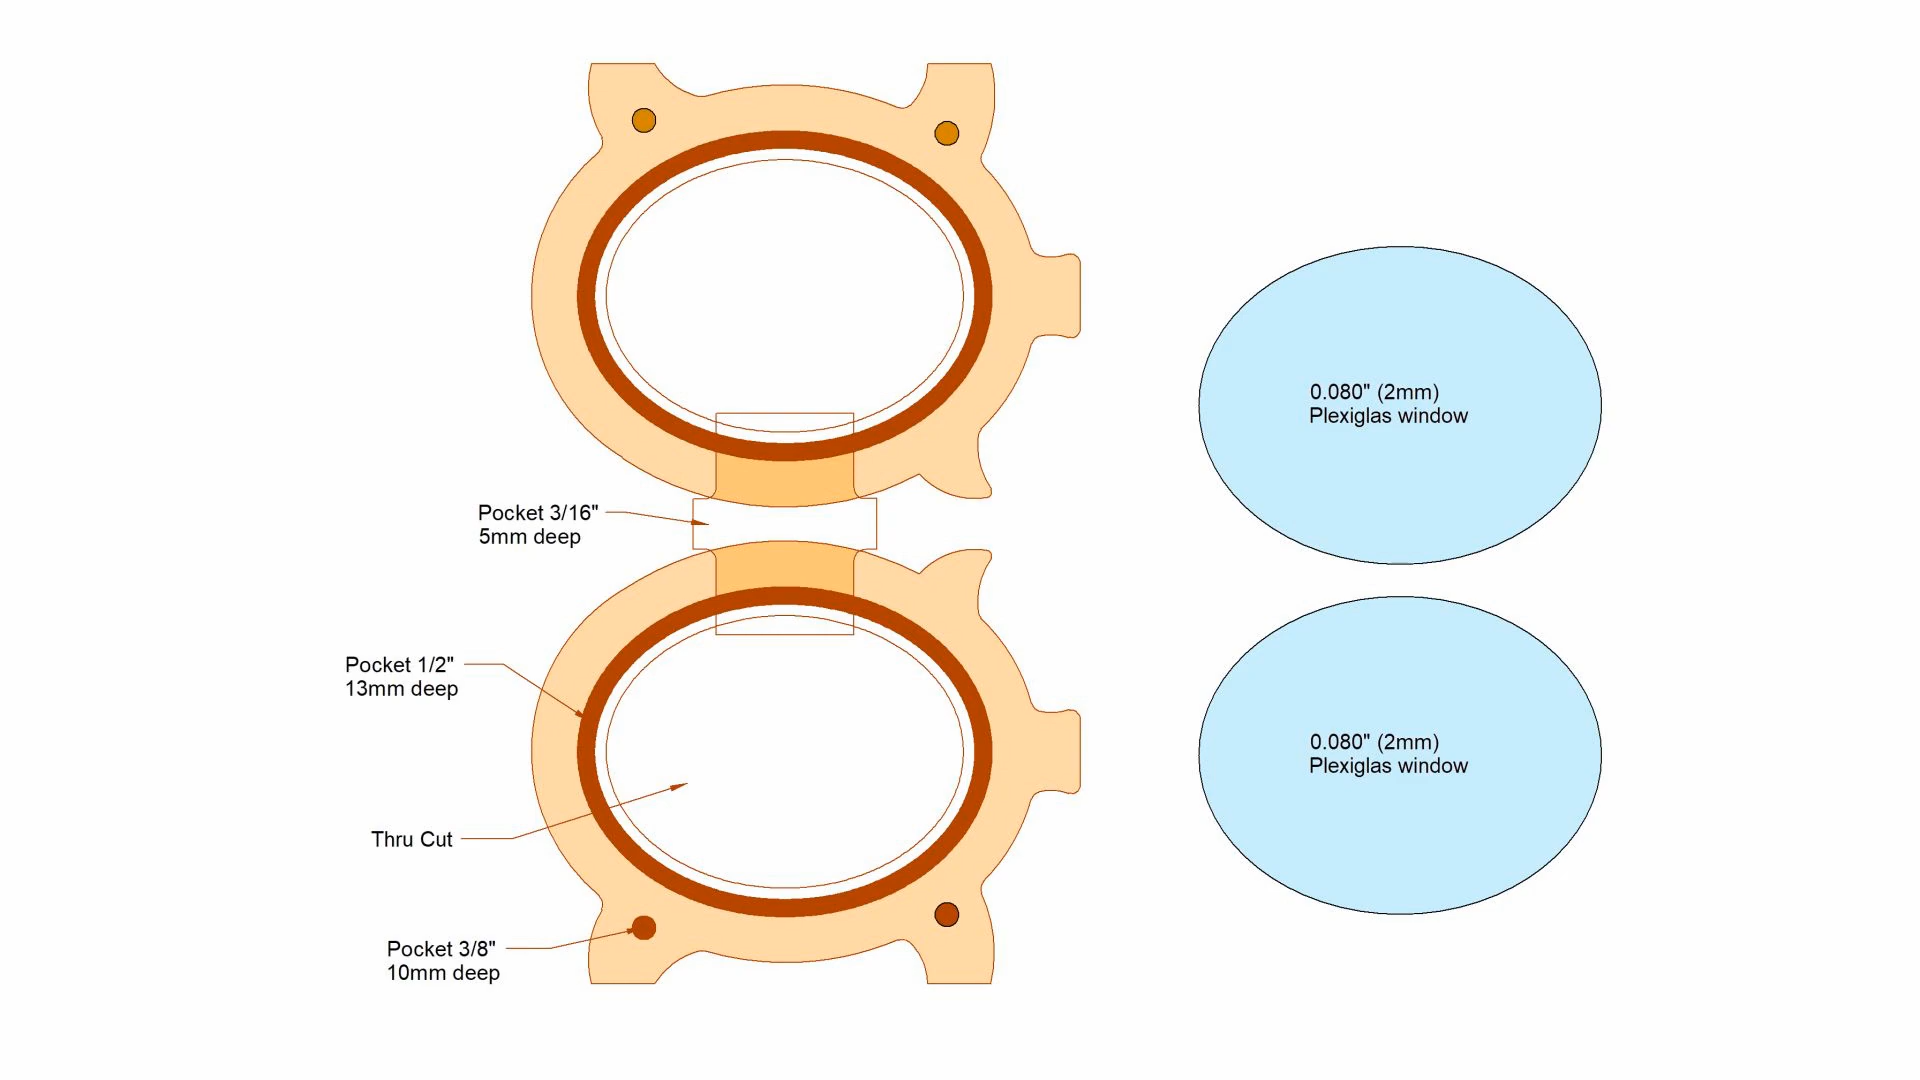 Pocket 3/16"
5mm deep
Pocket 1/2"
13mm deep
Thru Cut
Pocket 3/8"
10mm deep
0.080" (2mm)
Plexiglas window
0.080" (2mm)
Plexiglas window